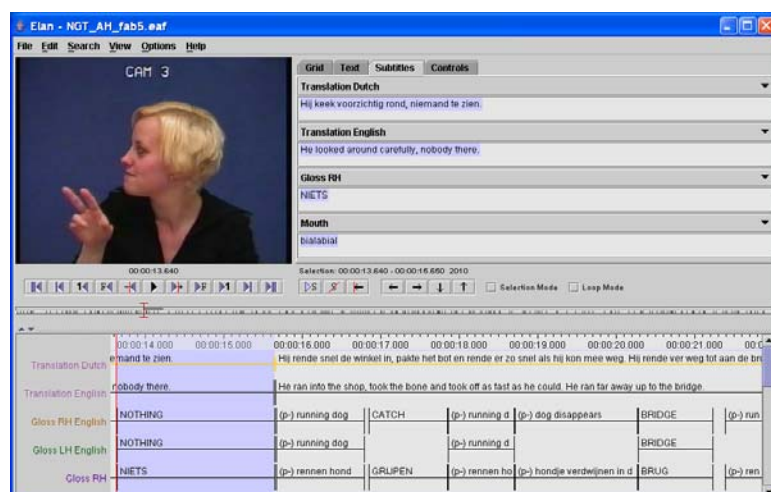 Elan - NGT_AH_fab5.eaf
File Edit Search View Options Help
CAM 3
Grid Text Subtitles Controls
Translation Dutch
Hij keek voorzichtig rond, niemand te zien.
Translation English
He looked around carefully, nobody there.
Gloss RH
NIETS
Mouth
bialabial
00:00:13.640
Selection: 00:00:13.640 - 00:00:15.650 2010
Selection Mode Loop Mode
00:00:14.000 00:00:15.000 00:00:16.000 00:00:17.000 00:00:18.000 00:00:19.000 00:00:20.000 00:00:21.000
Translation Dutch emand te zien. Hij rende snel de winkel in, pakte het bot en rende er zo snel als hij kon mee weg. Hij rende ver weg tot aan de bri
Translation English nobody there. He ran into the shop, took the bone and took off as fast as he could. He ran far away up to the bridge.
Gloss RH English NOTHING (p-) running dog CATCH (p-) running d (p-) dog disappears BRIDGE (p-) run
Gloss LH English NOTHING (p-) running dog (p-) running d BRIDGE
Gloss RH NIETS (p-) rennen hond GRIJPEN (p-) rennen ho (p-) hondje verdwijnen in d BRUG (p-) ren